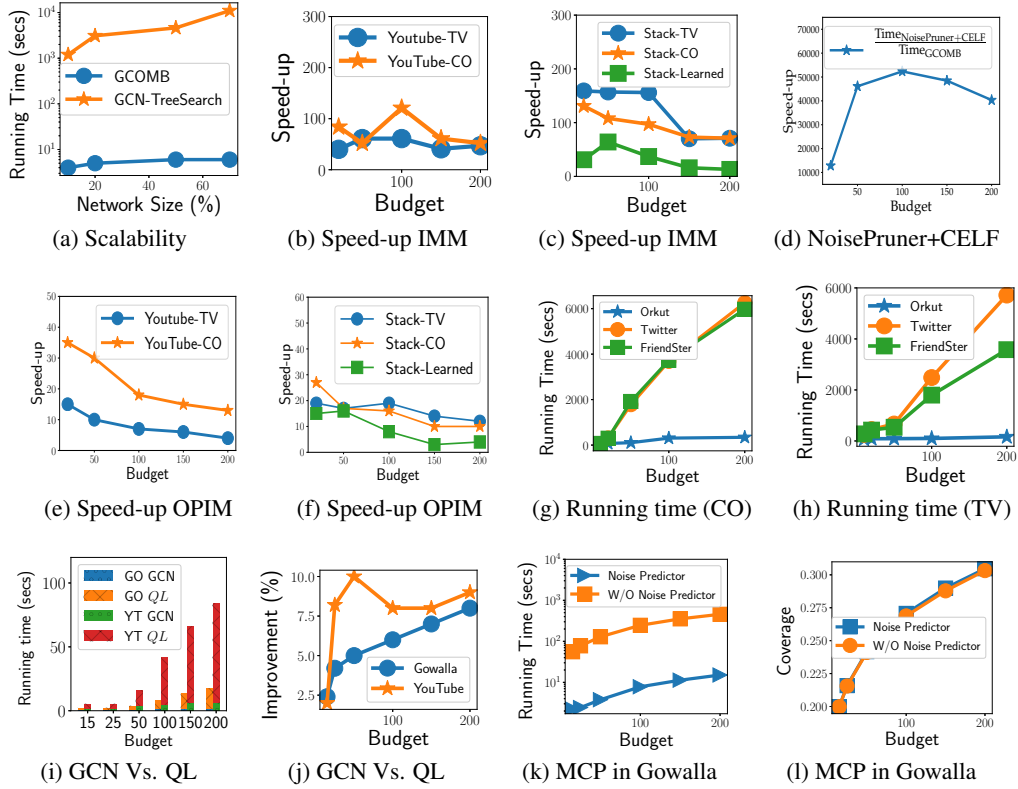 Running Time (secs)
10^4
10^3
10^2
10^1
GCOMB
GCN-TreeSearch
20
40
60
Network Size (%)
(a) Scalability
Speed-up
300
200
100
0
Youtube-TV
YouTube-CO
100
200
Budget
(b) Speed-up IMM
Speed-up
300
200
100
0
Stack-TV
Stack-CO
Stack-Learned
50
100
150
200
Budget
(c) Speed-up IMM
Speed-up
70000
60000
50000
40000
30000
20000
10000
Time_NoisePruner+CELF
Time_GCOMB
50
100
150
200
Budget
(d) NoisePruner+CELF
Speed-up
50
40
30
20
10
0
Youtube-TV
YouTube-CO
50
100
150
200
Budget
(e) Speed-up OPIM
Speed-up
60
50
40
30
20
10
0
Stack-TV
Stack-CO
Stack-Learned
50
100
150
200
Budget
(f) Speed-up OPIM
Running Time (secs)
6000
4000
2000
0
Orkut
Twitter
FriendSter
100
200
Budget
(g) Running time (CO)
Running Time (secs)
6000
4000
2000
0
Orkut
Twitter
FriendSter
100
200
Budget
(h) Running time (TV)
Running time (secs)
100
50
0
GO GCN
GO QL
YT GCN
YT QL
15 25 50 100 150 200
Budget
(i) GCN Vs. QL
Improvement (%)
10.0
7.5
5.0
2.5
Gowalla
YouTube
100
200
Budget
(j) GCN Vs. QL
Running Time (secs)
10^4
10^3
10^2
10^1
Noise Predictor
W/O Noise Predictor
50
100
150
200
Budget
(k) MCP in Gowalla
Coverage
0.300
0.275
0.250
0.225
0.200
Noise Predictor
W/O Noise Predictor
100
200
Budget
(l) MCP in Gowalla